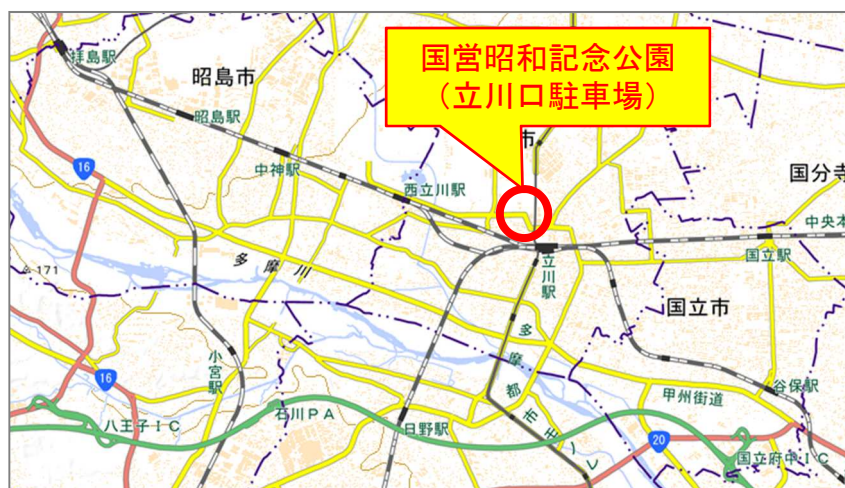 国営昭和記念公園
（立川口駐車場）
拝島駅
昭島市
昭島駅
市
中神駅
西立川駅
国分寺
16
中央本
国立駅
立川駅
171
多摩川
国立市
小宮駅
多摩都市モノレ
16
甲州街道
谷保駅
八王子IC
石川PA
日野駅
20
国立府中IC